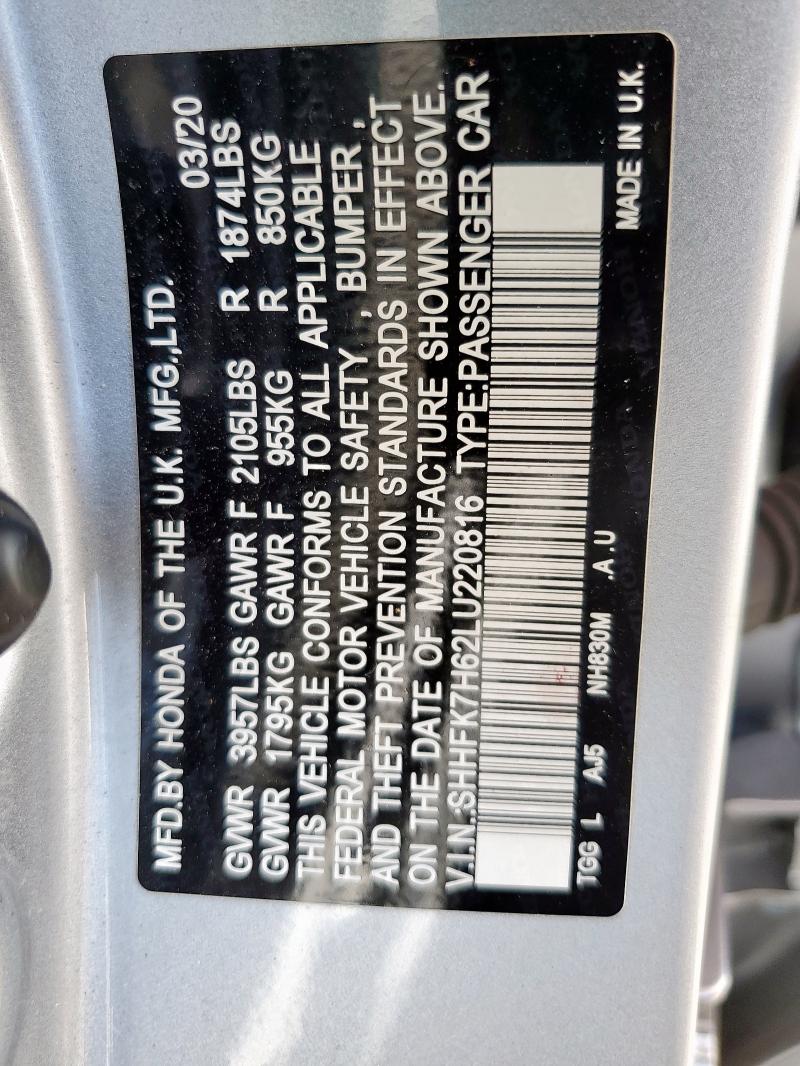 MFD.BY HONDA OF THE U.K. MFG.,LTD. 03/'20
GVWR 3957LBS GAWR F 2105LBS R 1874LBS
GVWR 1795KG GAWR F 955KG R 850KG
THIS VEHICLE CONFORMS TO ALL APPLICABLE
FEDERAL MOTOR VEHICLE SAFETY , BUMPER ,
AND THEFT PREVENTION STANDARDS IN EFFECT
ON THE DATE OF MANUFACTURE SHOWN ABOVE.
V.I.N.SHHFK7H62LU220816 TYPE:PASSENGER CAR
TGG L AJ5 NH830M .A .U MADE IN U.K.